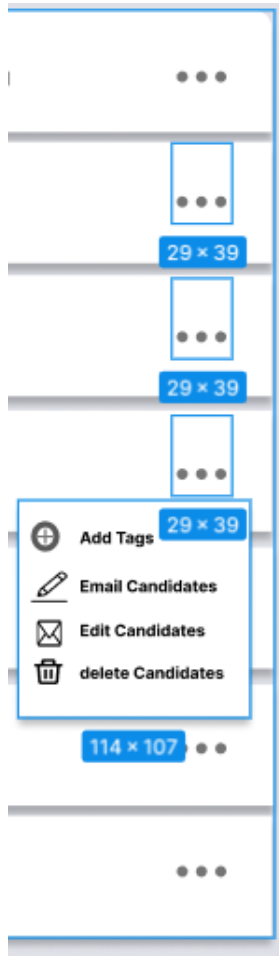 29 × 39
29 × 39
Add Tags
29 × 39
Email Candidates
Edit Candidates
delete Candidates
114 × 107